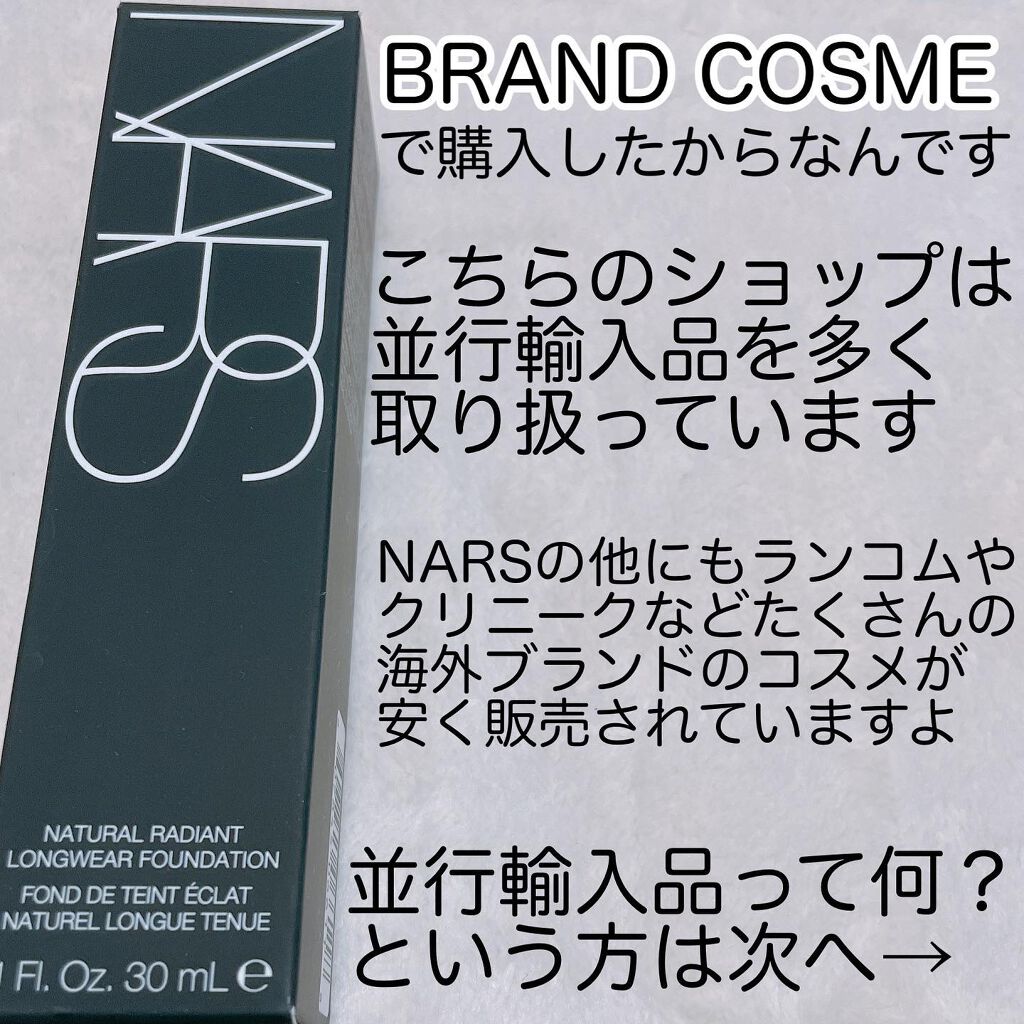 NARS
NATURAL RADIANT
LONGWEAR FOUNDATION
FOND DE TEINT ÉCLAT
NATUREL LONGUE TENUE
1 Fl. Oz. 30 mL e
BRAND COSME
で購入したからなんです
こちらのショップは
並行輸入品を多く
取り扱っています
NARSの他にもランコムや
クリニークなどたくさんの
海外ブランドのコスメが
安く販売されていますよ
並行輸入品って何？
という方は次へ→